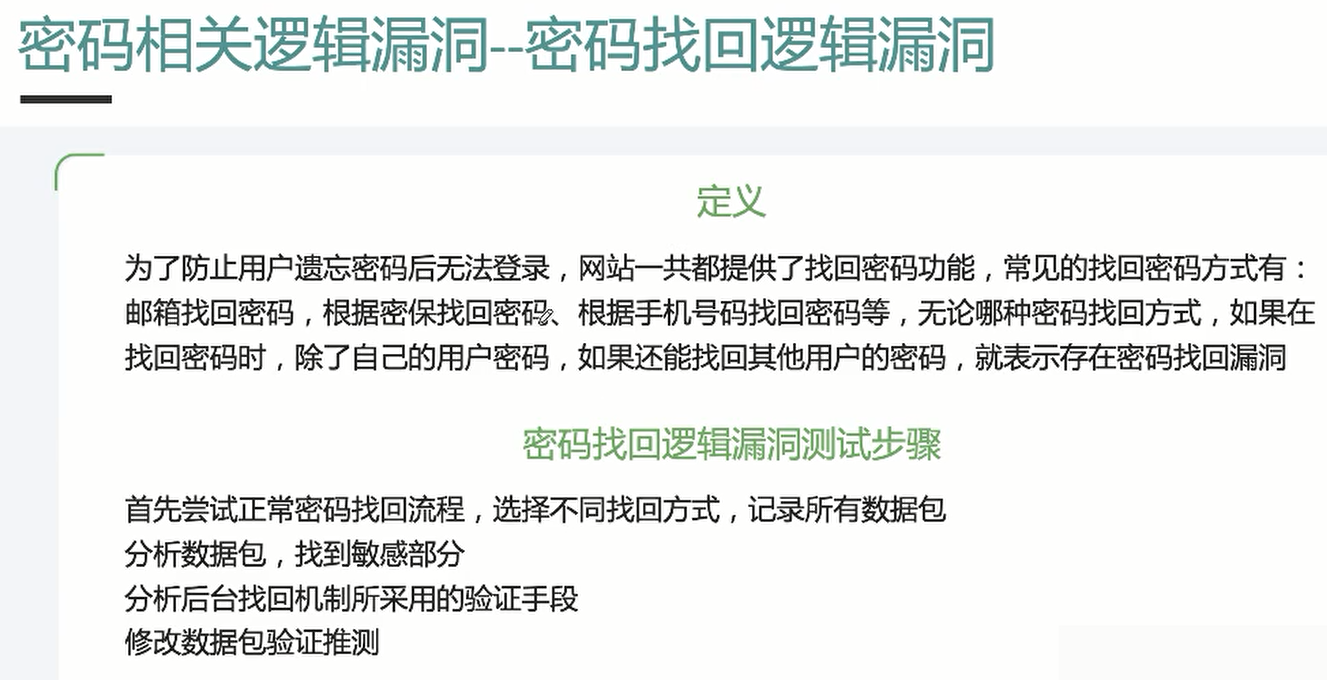 密码相关逻辑漏洞--密码找回逻辑漏洞
定义
为了防止用户遗忘密码后无法登录，网站一共都提供了找回密码功能，常见的找回密码方式有：
邮箱找回密码，根据密保找回密码、根据手机号码找回密码等，无论哪种密码找回方式，如果在
找回密码时，除了自己的用户密码，如果还能找回其他用户的密码，就表示存在密码找回漏洞
密码找回逻辑漏洞测试步骤
首先尝试正常密码找回流程，选择不同找回方式，记录所有数据包
分析数据包，找到敏感部分
分析后台找回机制所采用的验证手段
修改数据包验证推测